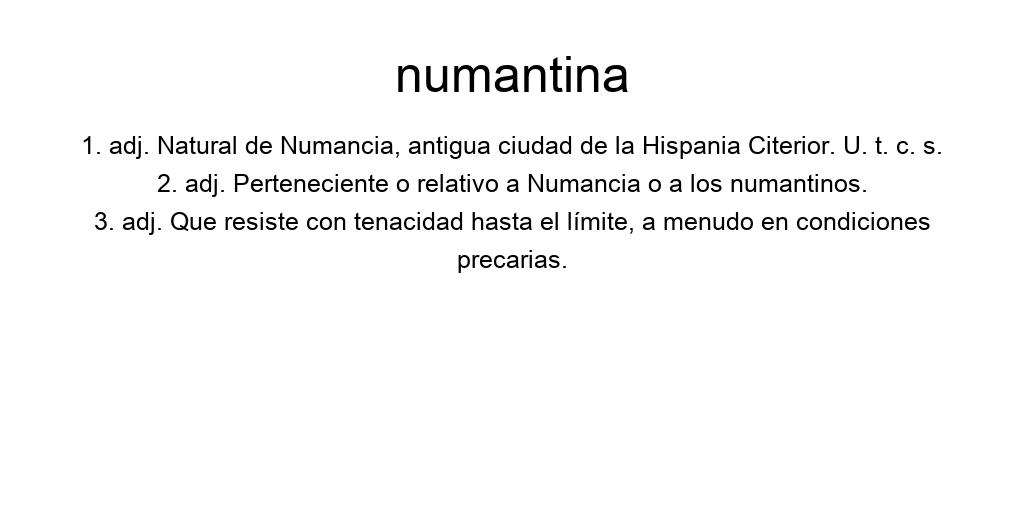 numantina
1. adj. Natural de Numancia, antigua ciudad de la Hispania Citerior. U. t. c. s.
2. adj. Perteneciente o relativo a Numancia o a los numantinos.
3. adj. Que resiste con tenacidad hasta el límite, a menudo en condiciones
precarias.